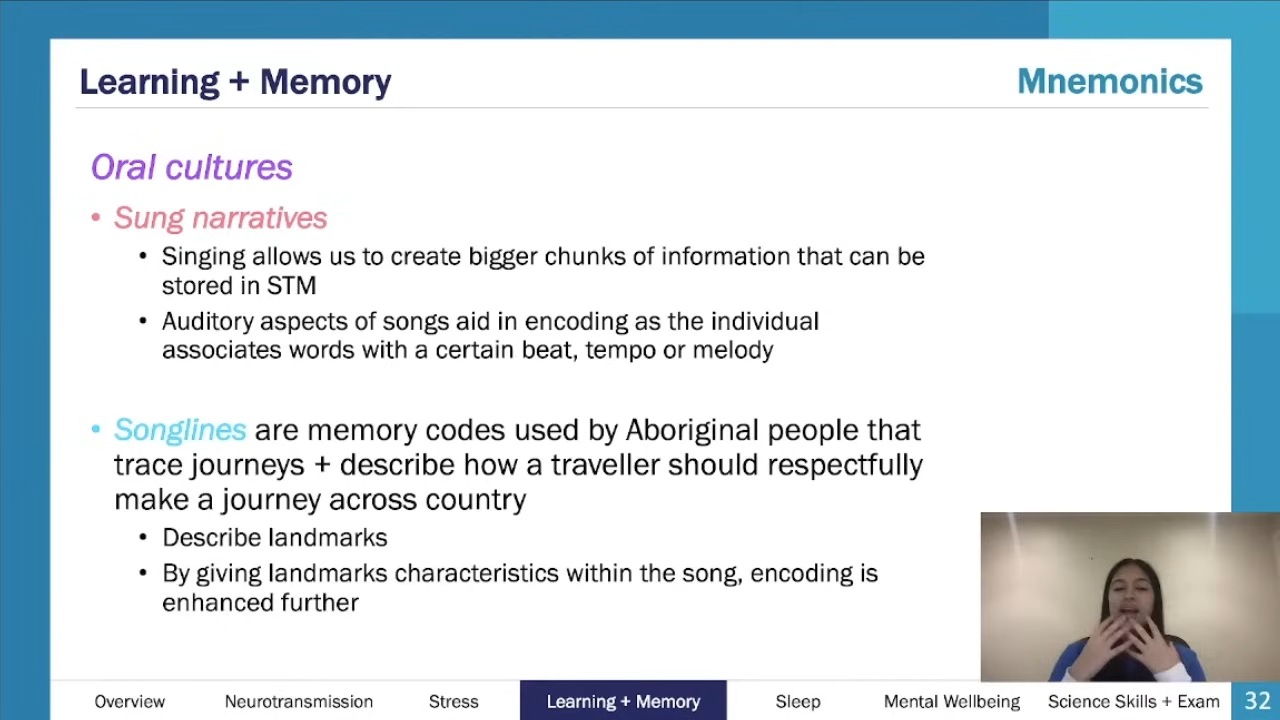 Learning + Memory
Mnemonics
Oral cultures
• Sung narratives
• Singing allows us to create bigger chunks of information that can be
stored in STM
• Auditory aspects of songs aid in encoding as the individual
associates words with a certain beat, tempo or melody
• Songlines are memory codes used by Aboriginal people that
trace journeys + describe how a traveller should respectfully
make a journey across country
• Describe landmarks
• By giving landmarks characteristics within the song, encoding is
enhanced further
Overview Neurotransmission Stress Learning + Memory Sleep Mental Wellbeing Science Skills + Exam 32